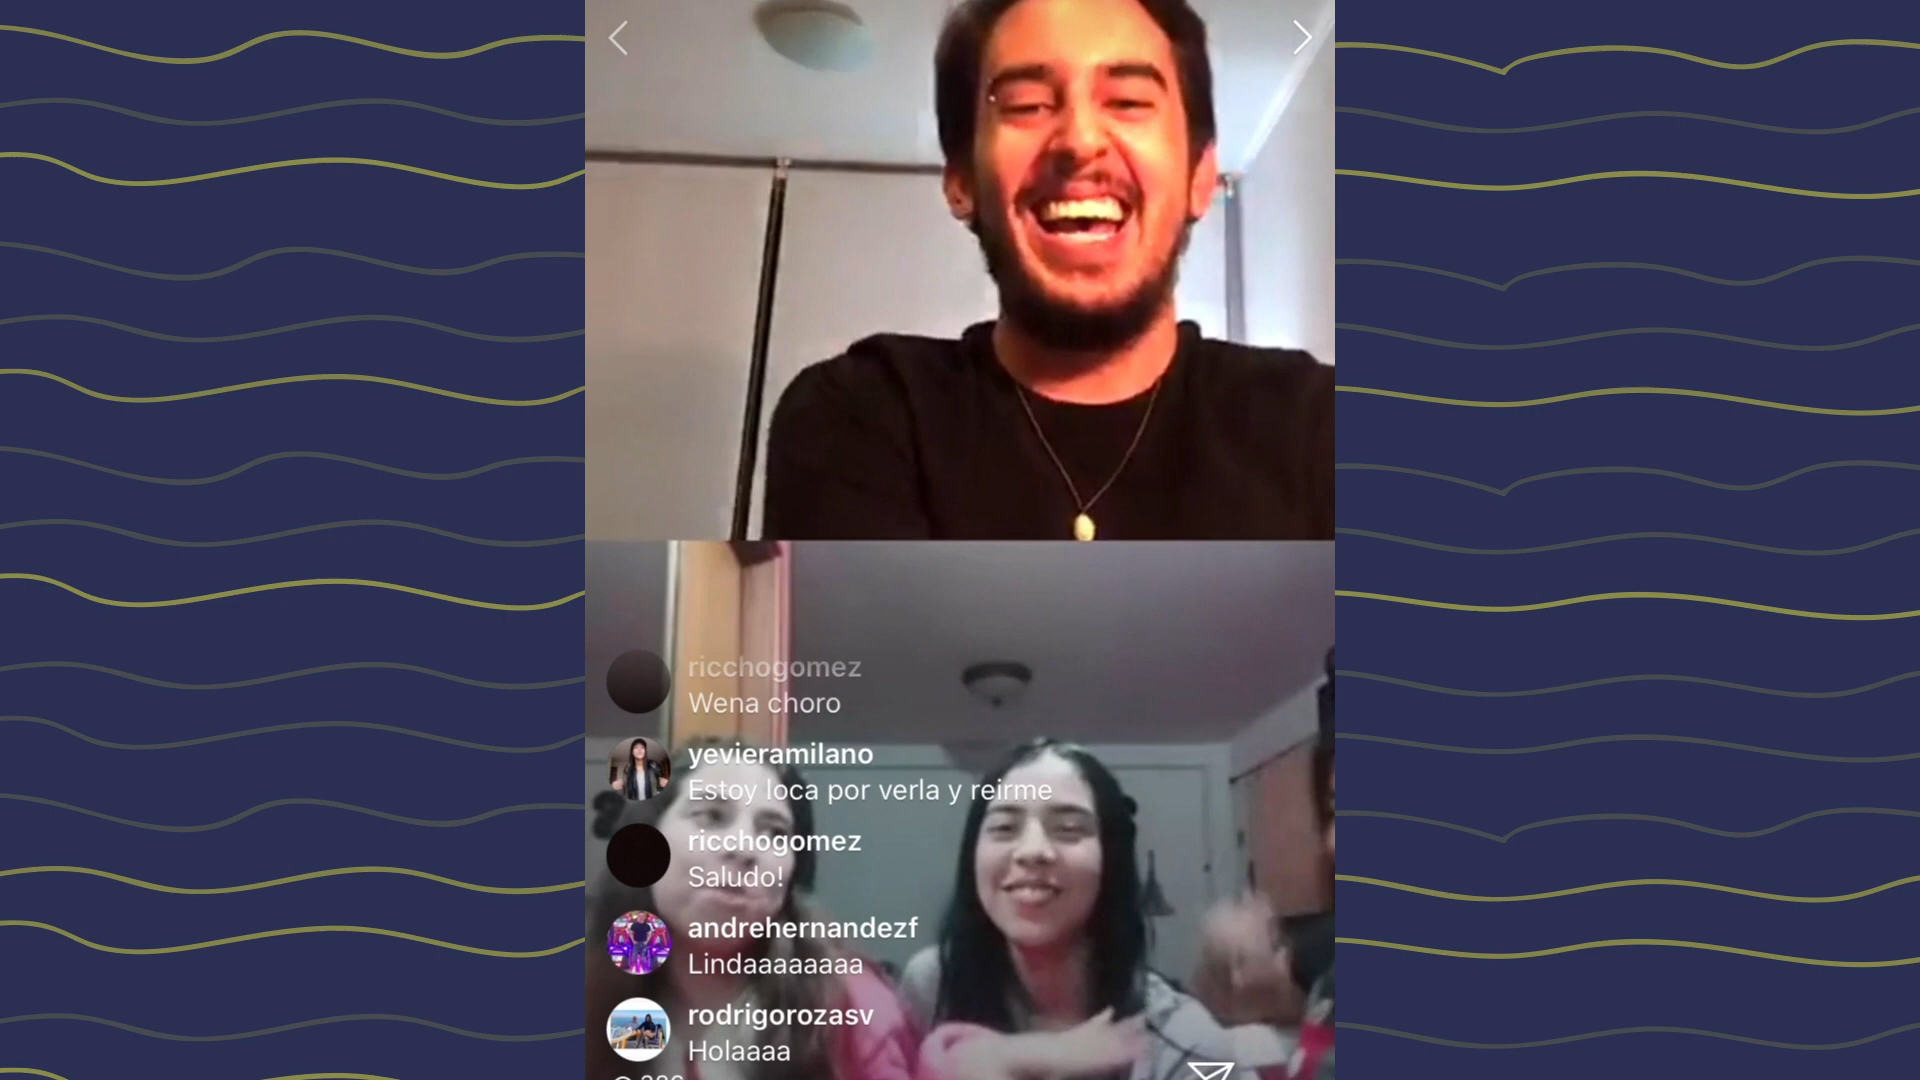 ricchogomez
Wena choro
yevieramilano
Estoy loca por verla y reirme
ricchogomez
Saludo!
andrehernandezf
Lindaaaaaaaa
rodrigorozasv
Holaaaa